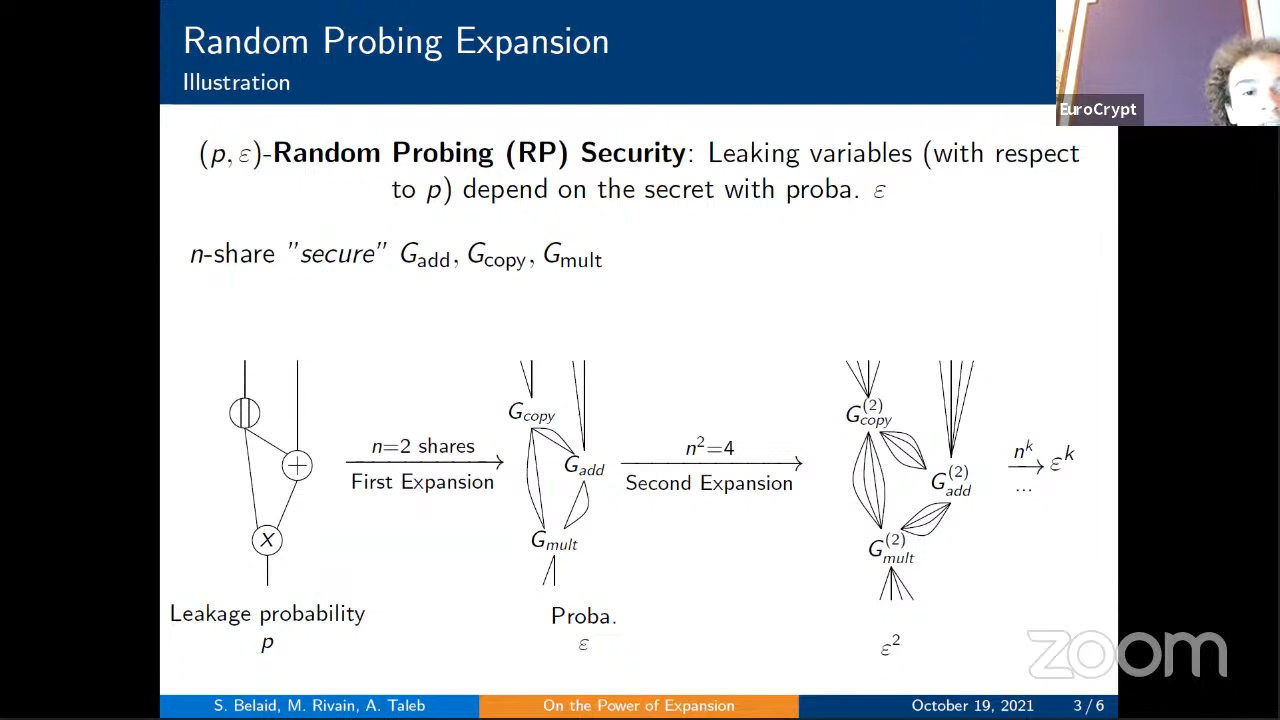 Random Probing Expansion
Illustration
EuroCrypt
(p, ε)-Random Probing (RP) Security: Leaking variables (with respect
to p) depend on the secret with proba. ε
n-share "secure" G_add, G_copy, G_mult
n=2 shares
First Expansion
n²=4
Second Expansion
n^k
...
ε^k
+
X
G_copy
G_add
G_mult
G_copy^(2)
G_add^(2)
G_mult^(2)
Leakage probability
p
Proba.
ε
ε²
zoom
S. Belaid, M. Rivain, A. Taleb
On the Power of Expansion
October 19, 2021
3 / 6